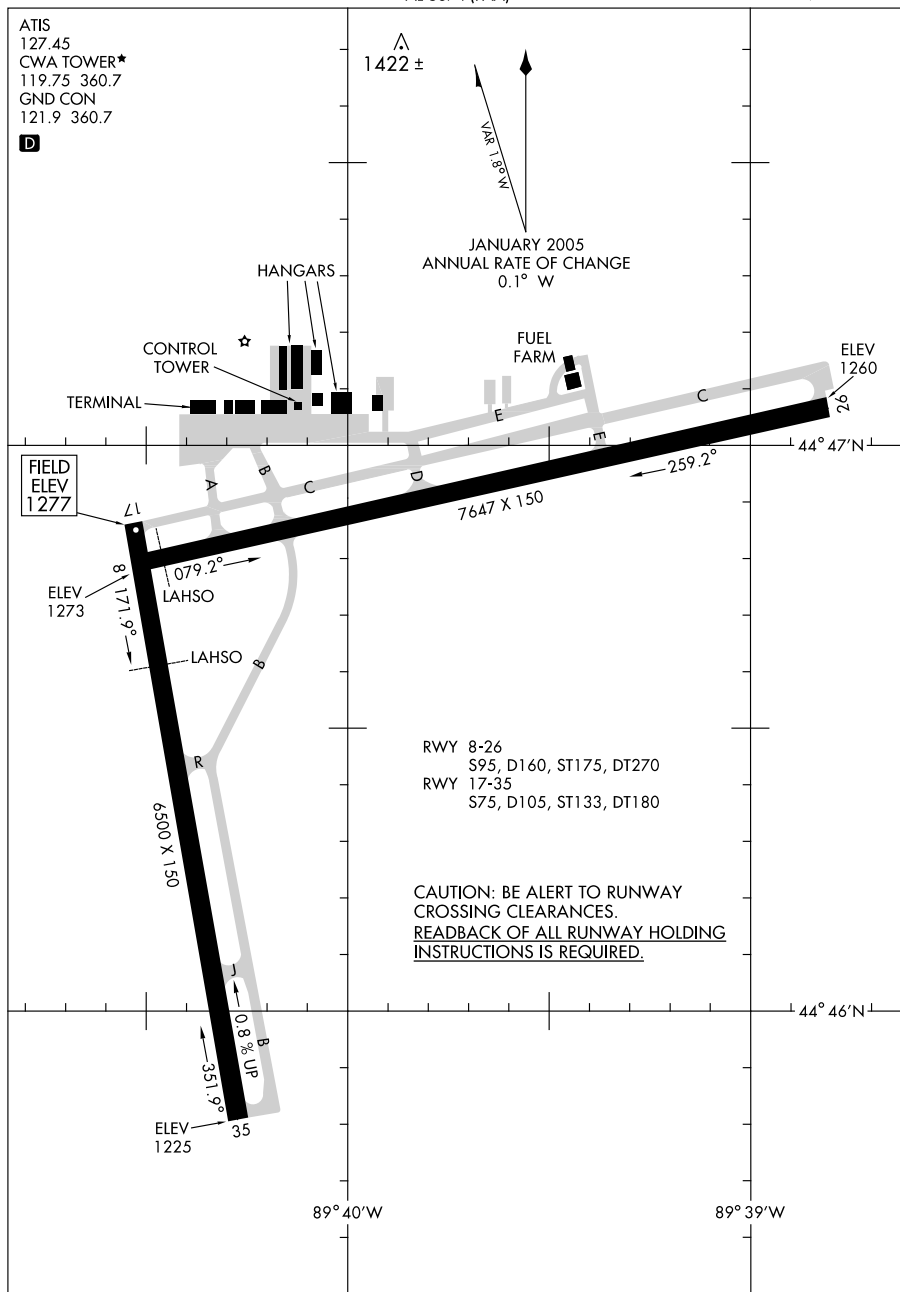 ATIS
127.45
CWA TOWER★
119.75 360.7
GND CON
121.9 360.7
D
1422 ±
VAR 1.8° W
JANUARY 2005
ANNUAL RATE OF CHANGE
0.1° W
HANGARS
CONTROL
TOWER
TERMINAL
FUEL
FARM
ELEV
1260
26
C
E
E
44°47'N
259.2°
7647 X 150
D
C
B
A
FIELD
ELEV
1277
17
079.2°
8
ELEV
1273
171.9°
LAHSO
LAHSO
B
R
RWY 8-26
S95, D160, ST175, DT270
RWY 17-35
S75, D105, ST133, DT180
6500 X 150
CAUTION: BE ALERT TO RUNWAY
CROSSING CLEARANCES.
READBACK OF ALL RUNWAY HOLDING
INSTRUCTIONS IS REQUIRED.
J
0.8 % UP
B
44°46'N
351.9°
ELEV
1225
35
89°40'W
89°39'W